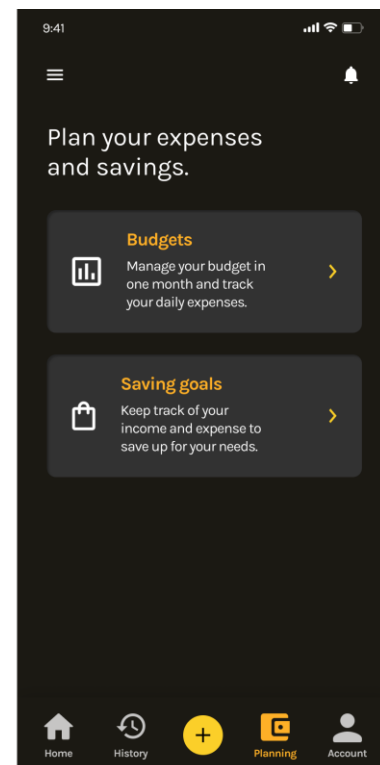 9:41
Plan your expenses
and savings.
Budgets
Manage your budget in
one month and track
your daily expenses.
Saving goals
Keep track of your
income and expense to
save up for your needs.
Home
History
+
Planning
Account